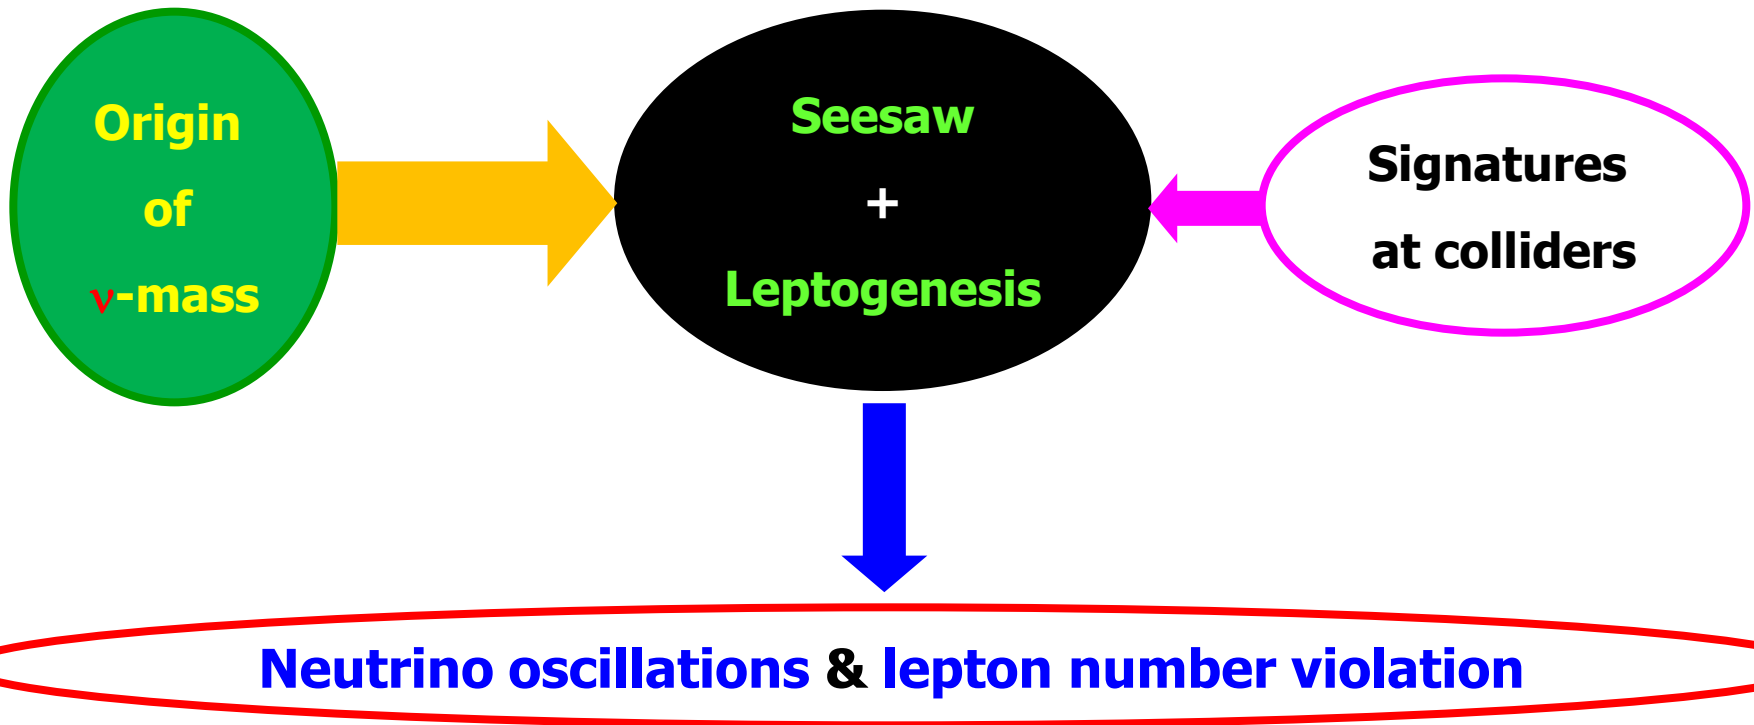 Origin
of
ν-mass
Seesaw
+
Leptogenesis
Signatures
at colliders
Neutrino oscillations & lepton number violation